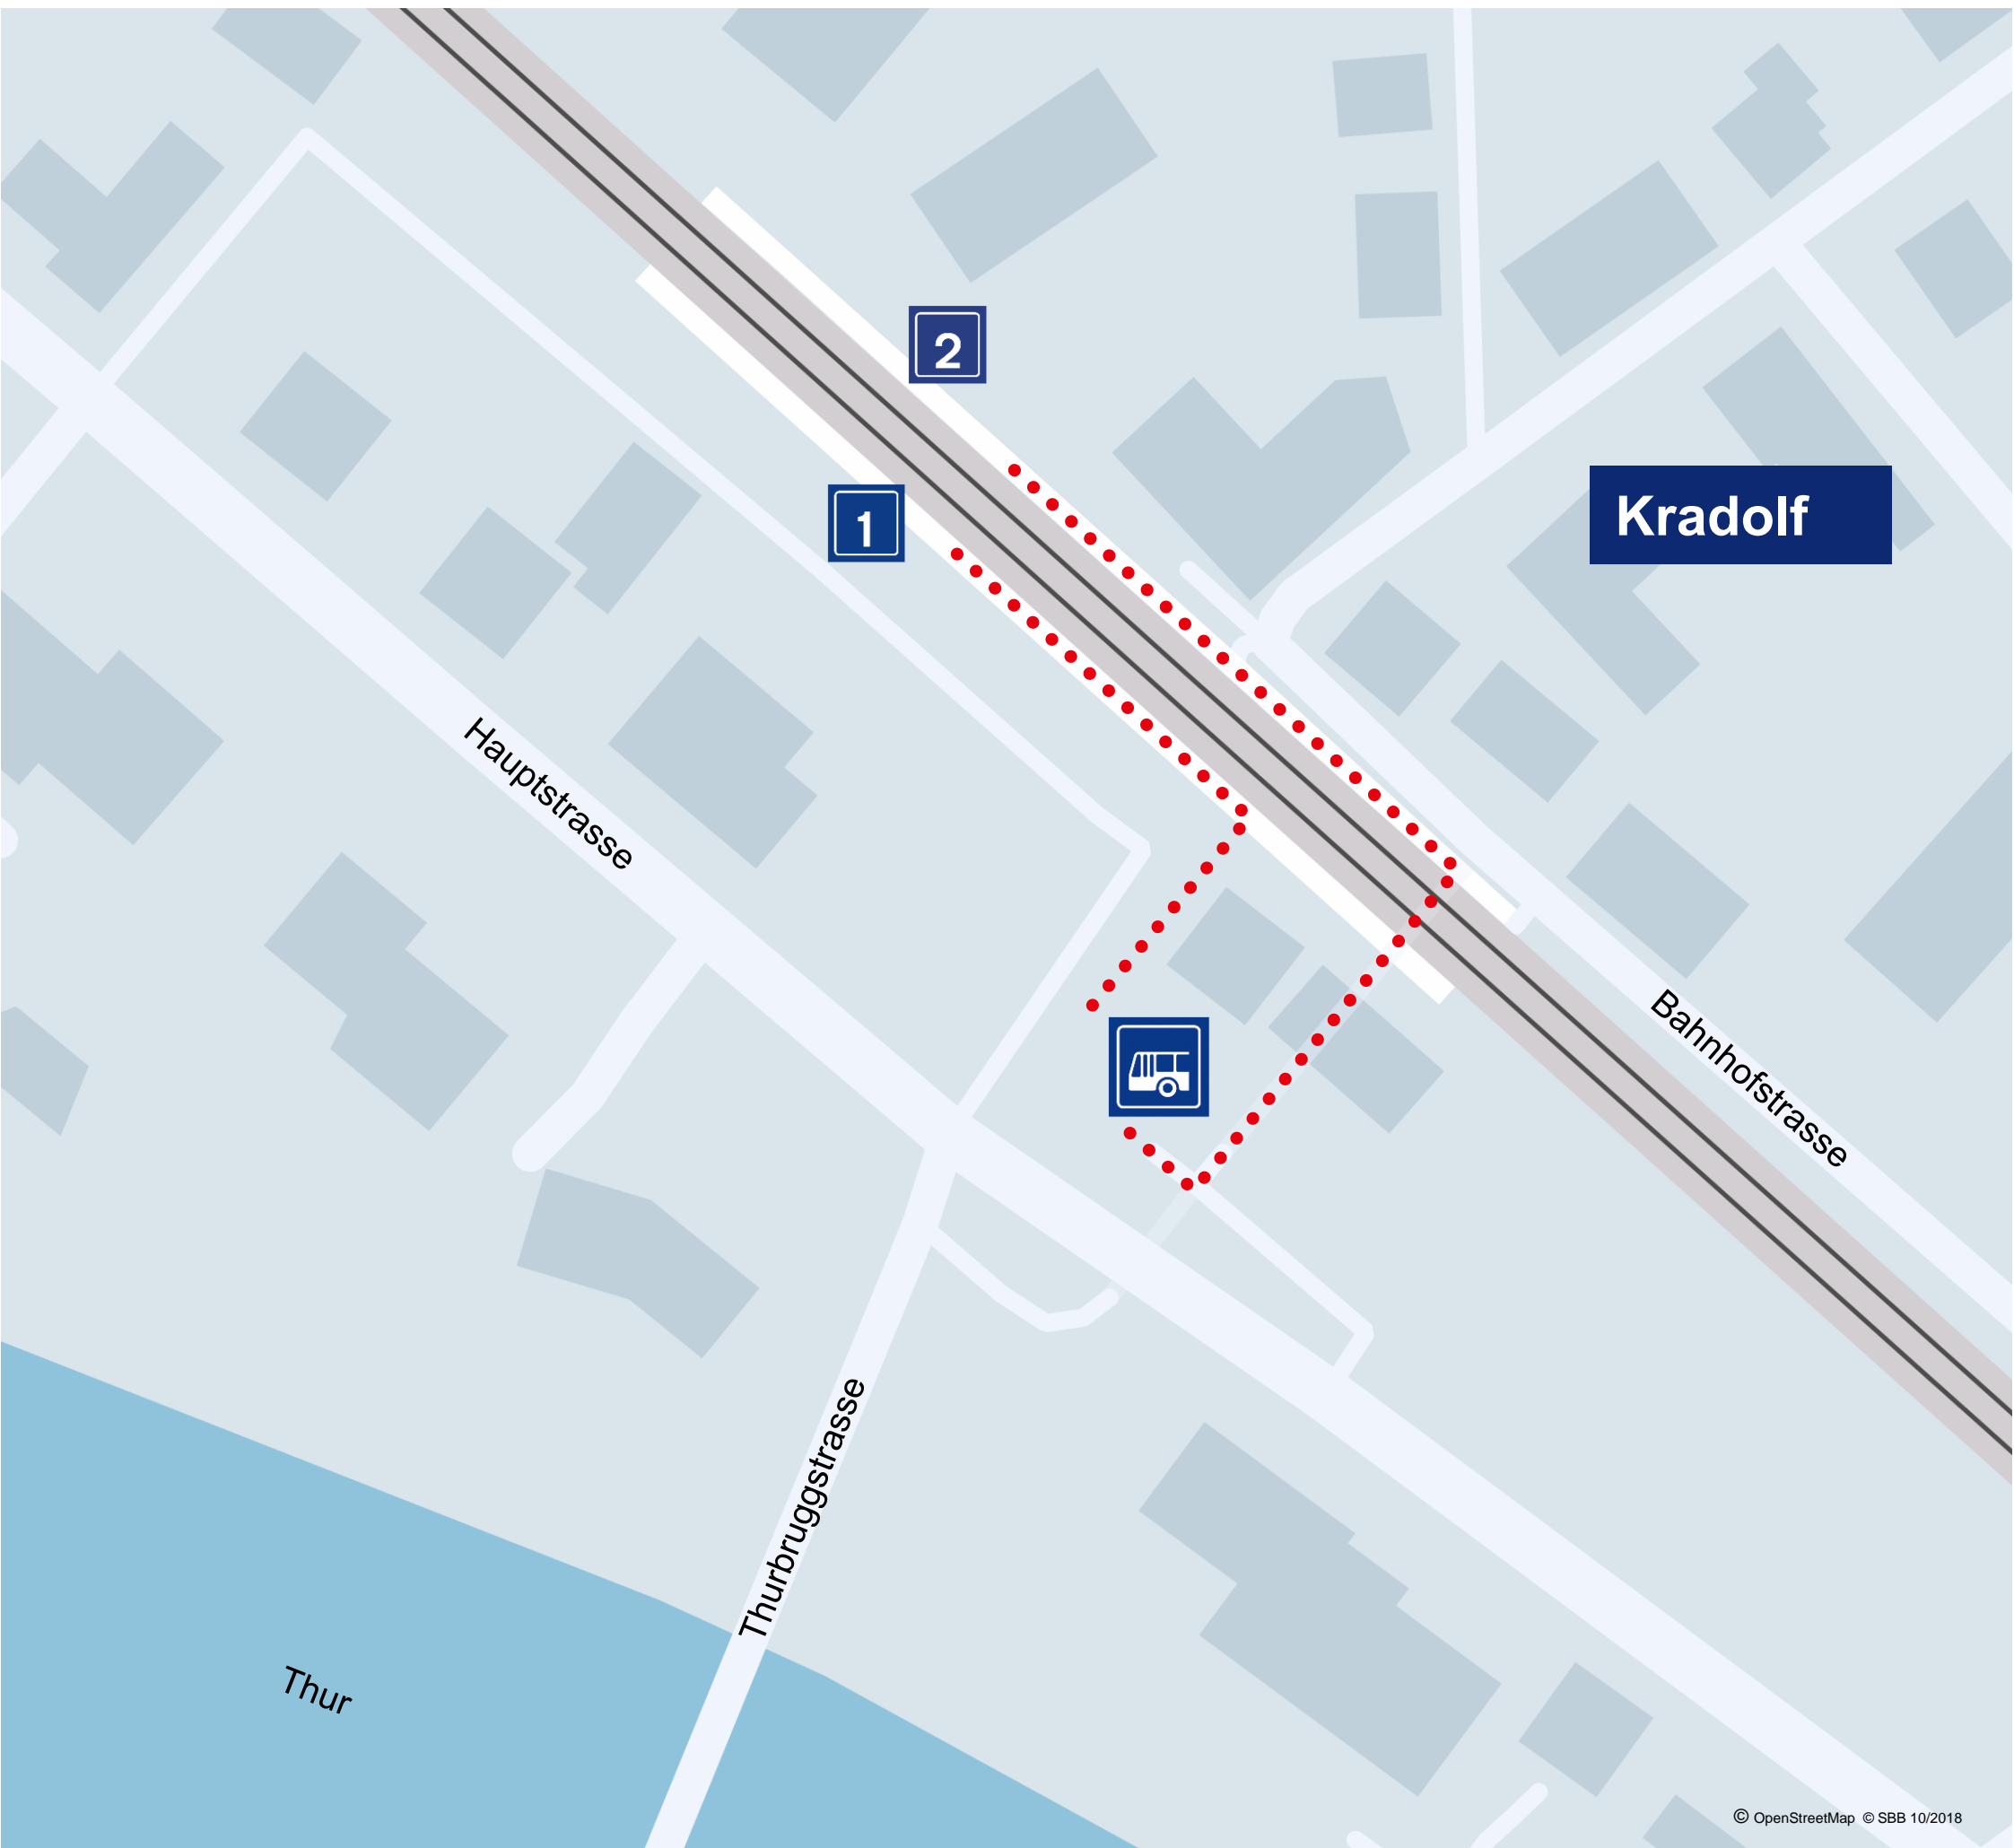 2
1
Kradolf
Hauptstrasse
Bahnhofstrasse
Thurbruggstrasse
Thur
© OpenStreetMap © SBB 10/2018